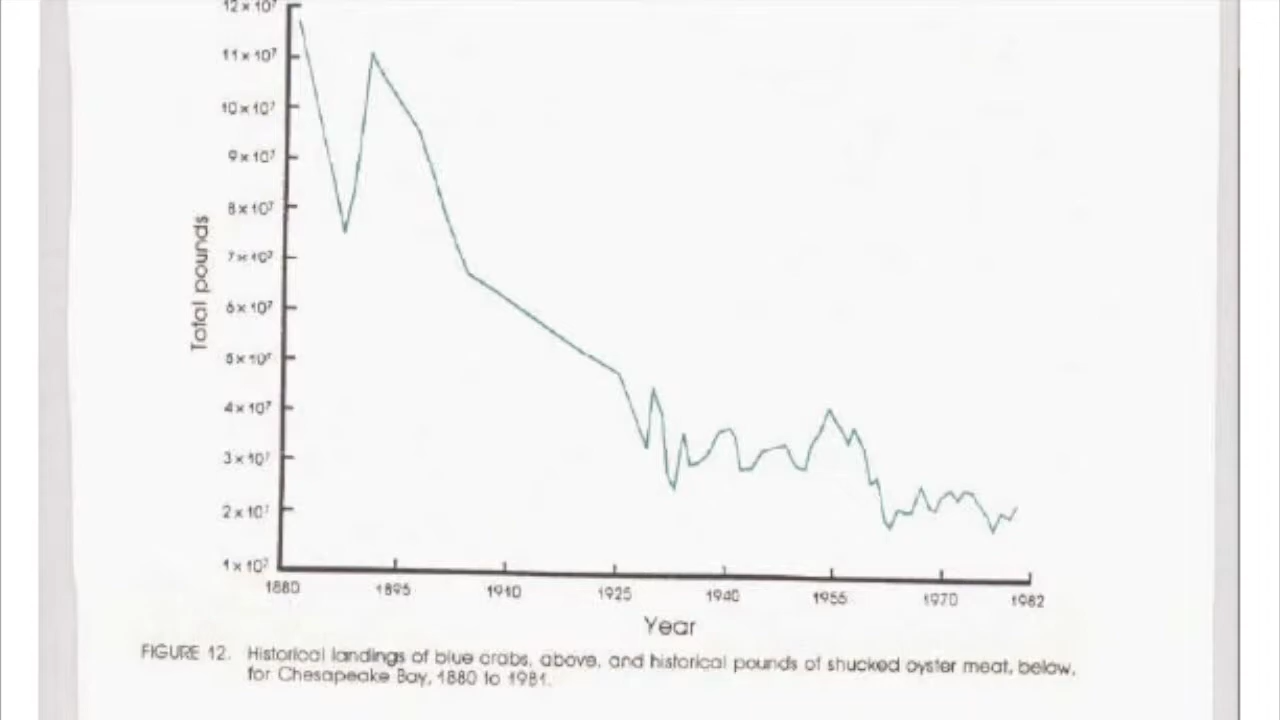 12 x 10⁷
11 x 10⁷
10 x 10⁷
9 x 10⁷
8 x 10⁷
7 x 10⁷
6 x 10⁷
5 x 10⁷
4 x 10⁷
3 x 10⁷
2 x 10⁷
1 x 10⁷
Total pounds
1880 1895 1910 1925 1940 1955 1970 1982
Year
FIGURE 12. Historical landings of blue crabs, above, and historical pounds of shucked oyster meat, below,
for Chesapeake Bay, 1880 to 1981.